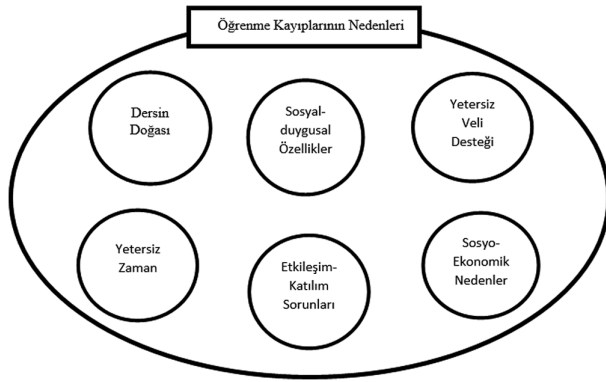 Öğrenme Kayıplarının Nedenleri
Dersin
Doğası
Sosyal-
duygusal
Özellikler
Yetersiz
Veli
Desteği
Yetersiz
Zaman
Etkileşim-
Katılım
Sorunları
Sosyo-
Ekonomik
Nedenler